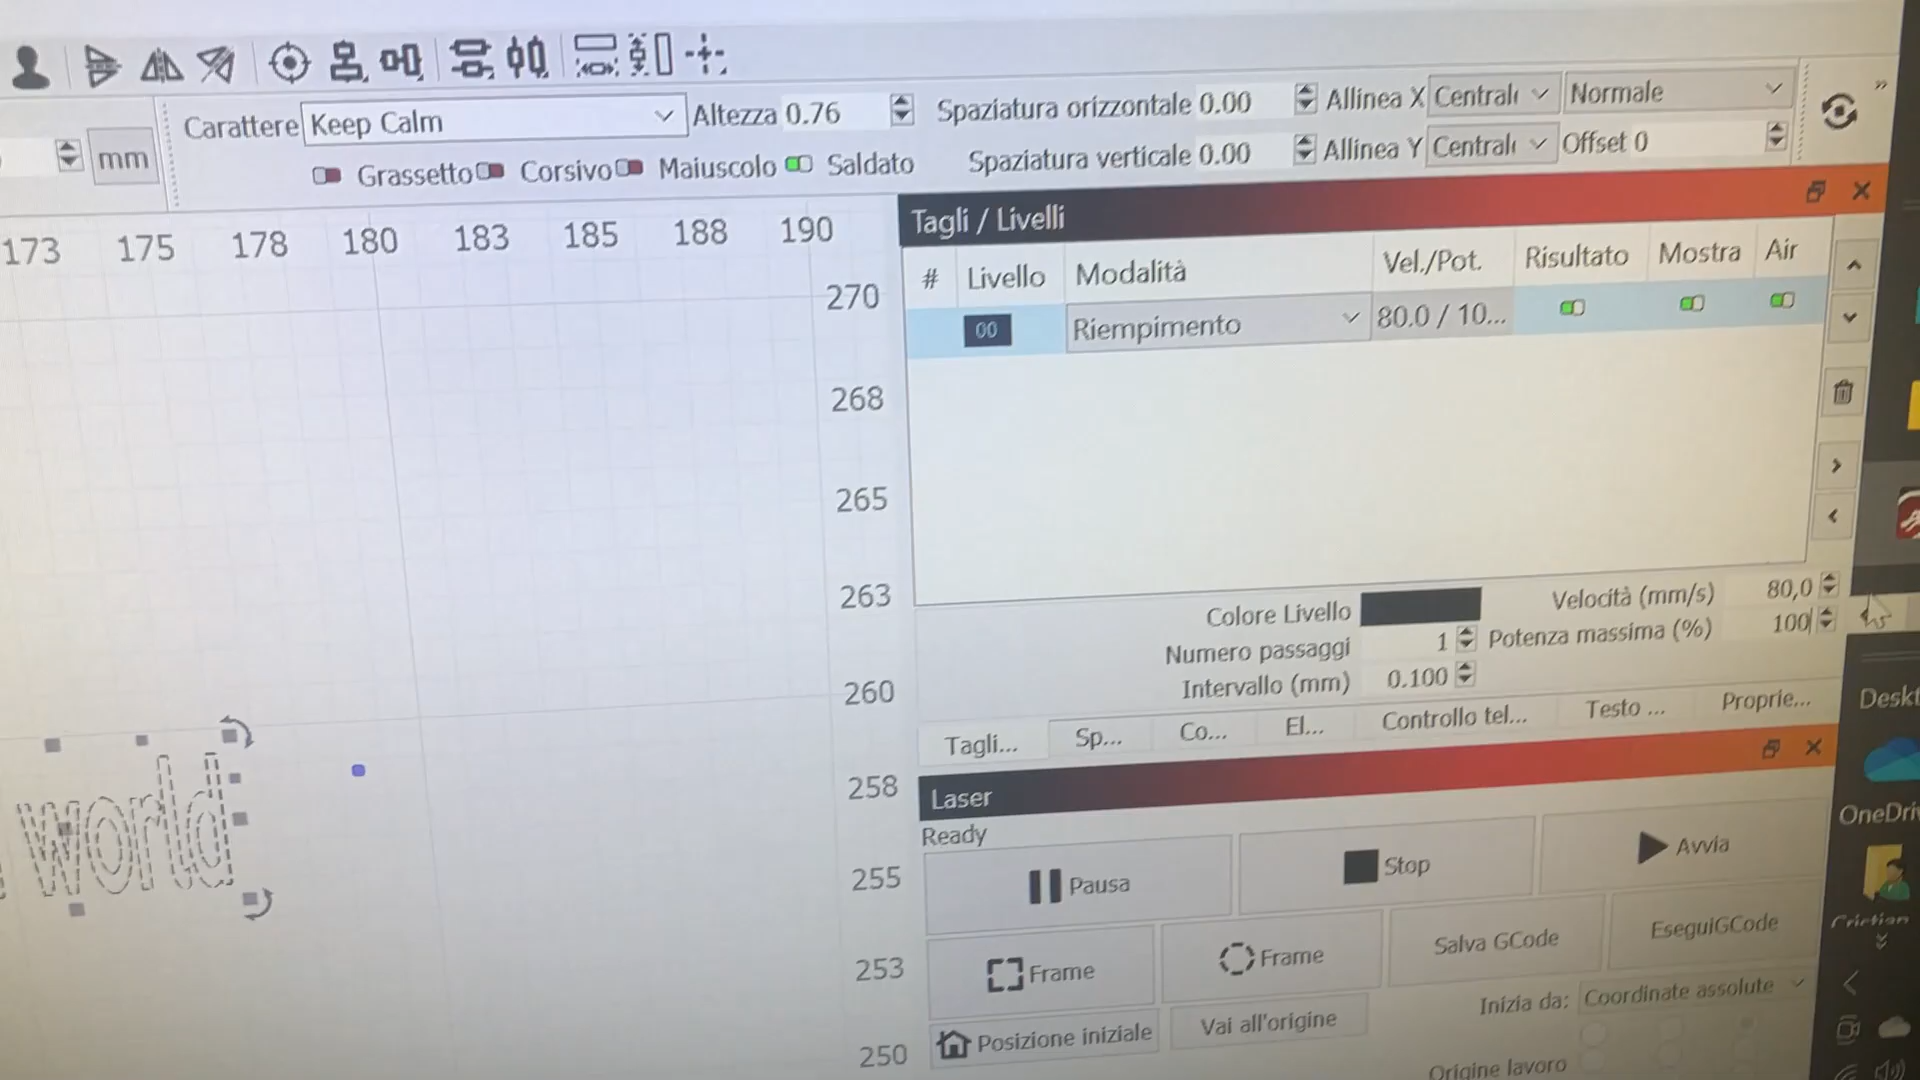 Carattere Keep Calm Altezza 0.76 Spaziatura orizzontale 0.00 Allinea X Centrale Normale
mm Grassetto Corsivo Maiuscolo Saldato Spaziatura verticale 0.00 Allinea Y Centrale Offset 0
173 175 178 180 183 185 188 190
270
268
265
263
260
258
255
253
250
world
Tagli / Livelli
# Livello Modalità Vel./Pot. Risultato Mostra Air
00 Riempimento 80.0 / 10...
Colore Livello Velocità (mm/s) 80,0
Numero passaggi 1 Potenza massima (%) 100
Intervallo (mm) 0.100
Tagli... Sp... Co... El... Controllo tel... Testo ... Proprie...
Laser
Ready
Pausa Stop Avvia
Frame Frame Salva GCode EseguiGCode
Posizione iniziale Vai all'origine Inizia da: Coordinate assolute
Origine lavoro
Deskt
OneDriv
Cristian